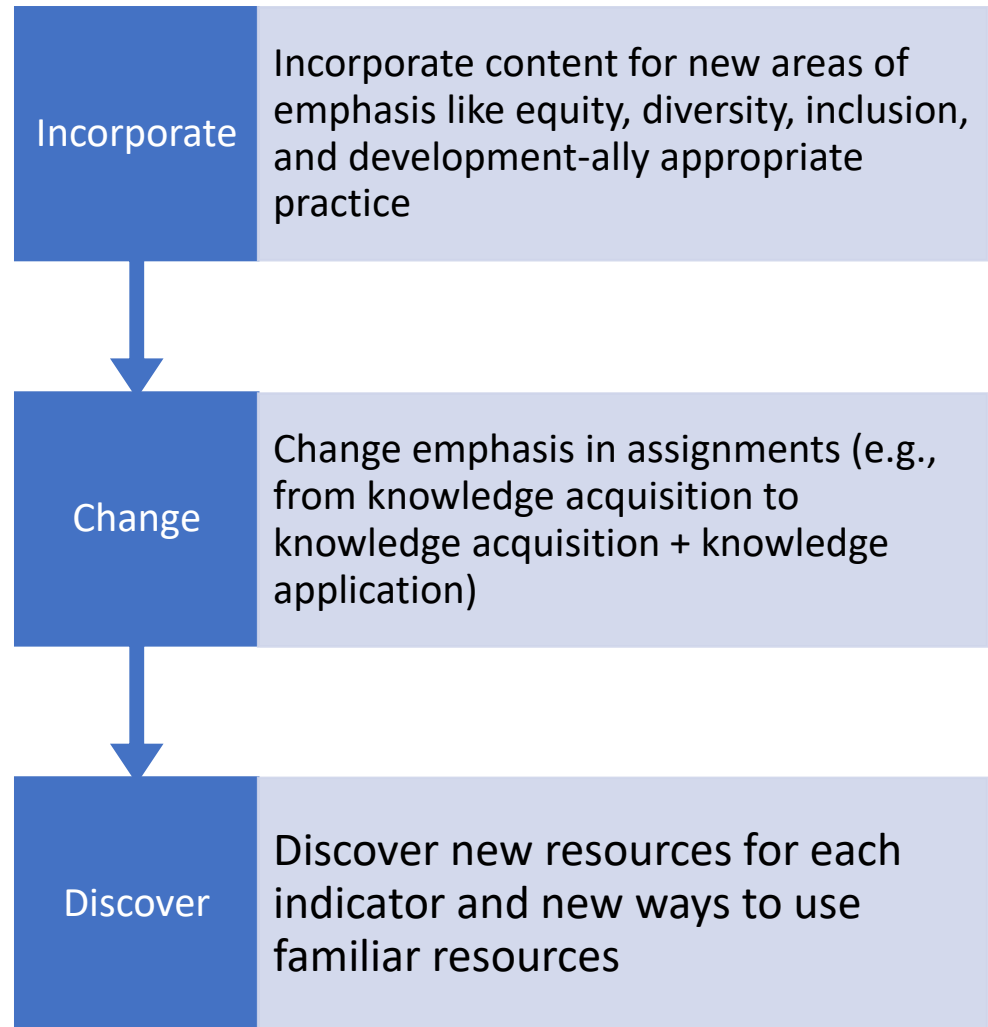 Incorporate
Incorporate content for new areas of
emphasis like equity, diversity, inclusion,
and development-ally appropriate
practice
Change
Change emphasis in assignments (e.g.,
from knowledge acquisition to
knowledge acquisition + knowledge
application)
Discover
Discover new resources for each
indicator and new ways to use
familiar resources